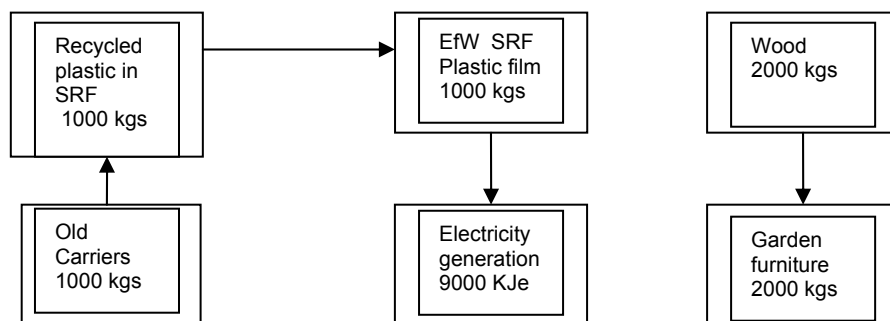 Recycled
plastic in
SRF
1000 kgs
EfW SRF
Plastic film
1000 kgs
Wood
2000 kgs
Old
Carriers
1000 kgs
Electricity
generation
9000 KJe
Garden
furniture
2000 kgs